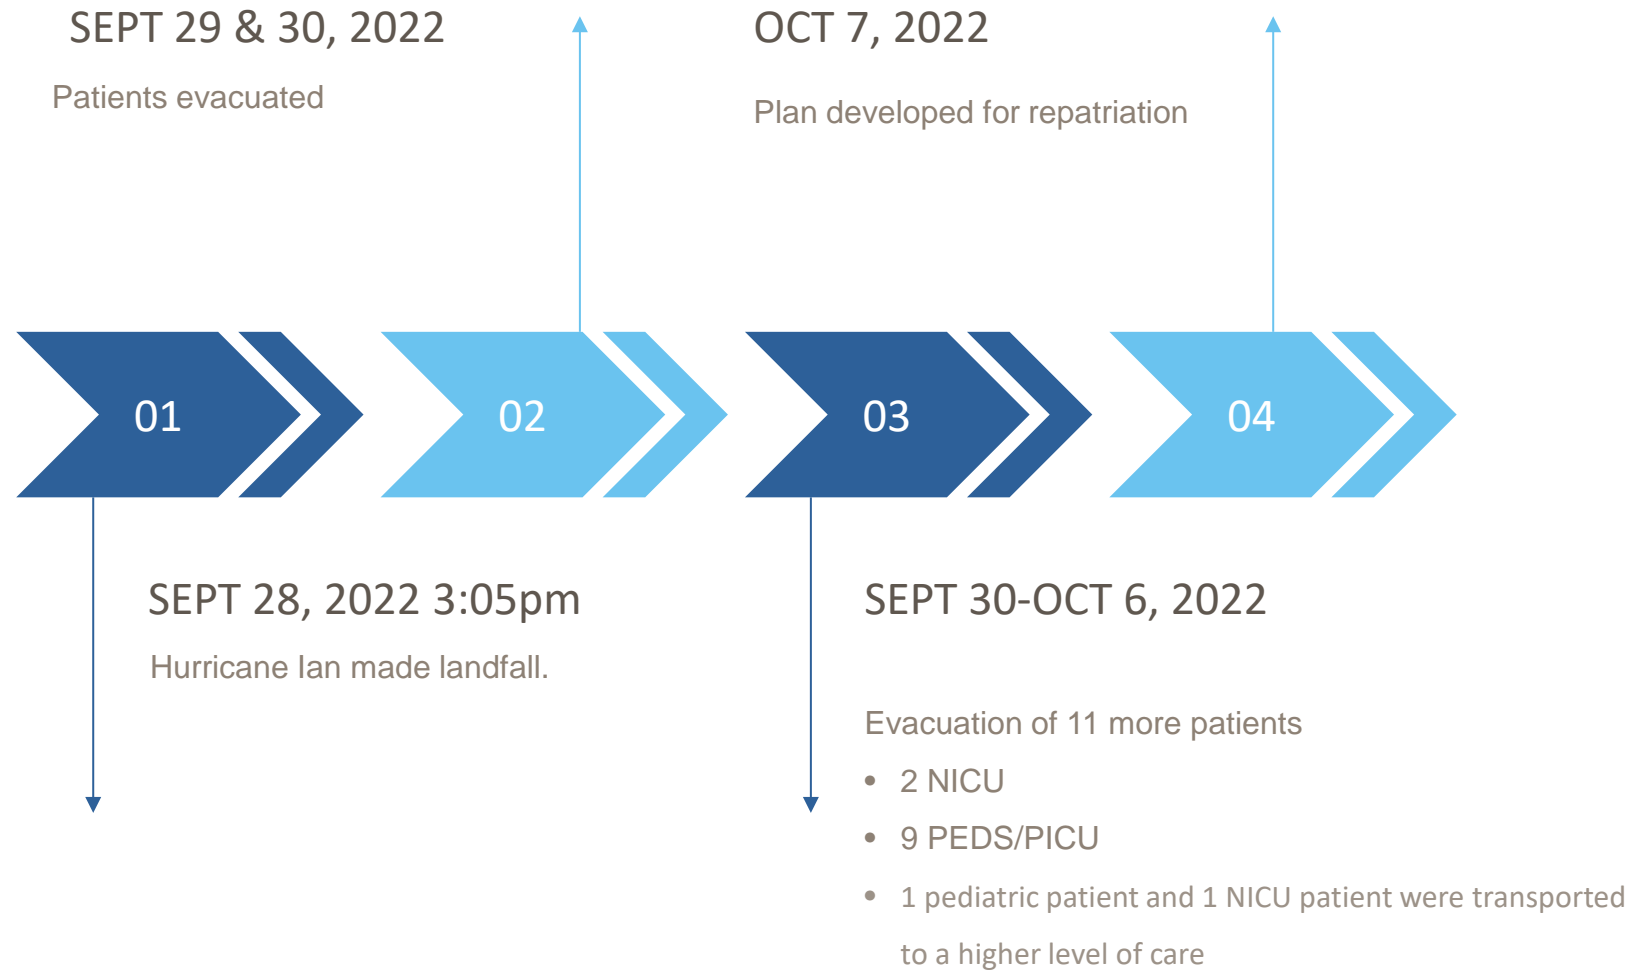 SEPT 29 & 30, 2022
Patients evacuated
OCT 7, 2022
Plan developed for repatriation
01
02
03
04
SEPT 28, 2022 3:05pm
Hurricane Ian made landfall.
SEPT 30-OCT 6, 2022
Evacuation of 11 more patients
• 2 NICU
• 9 PEDS/PICU
• 1 pediatric patient and 1 NICU patient were transported
to a higher level of care